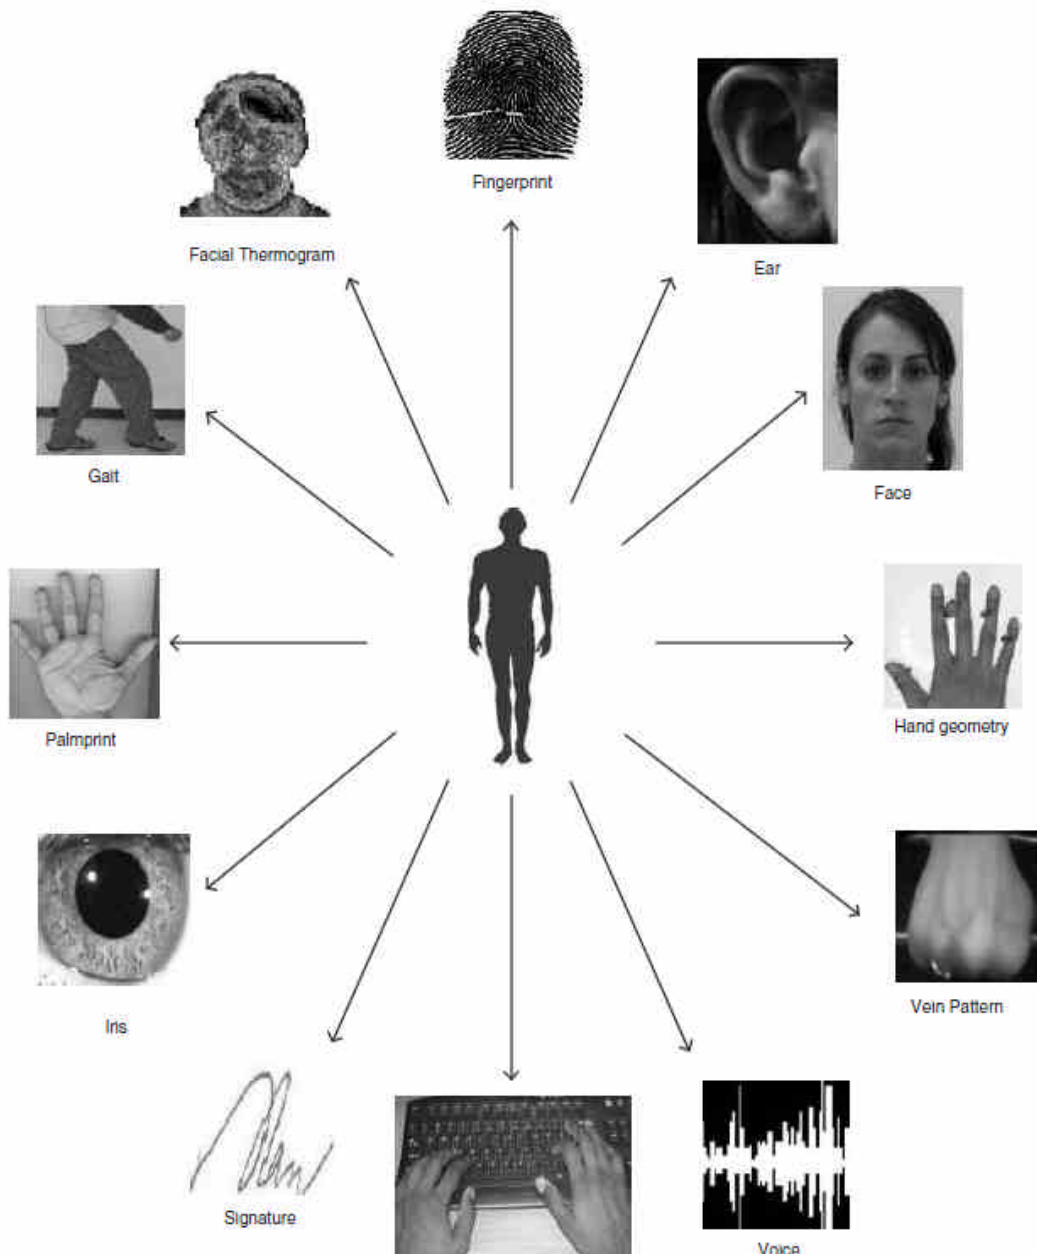 Fingerprint
Facial Thermogram
Ear
Gait
Face
Palmprint
Hand geometry
Iris
Vein Pattern
Signature
Voice